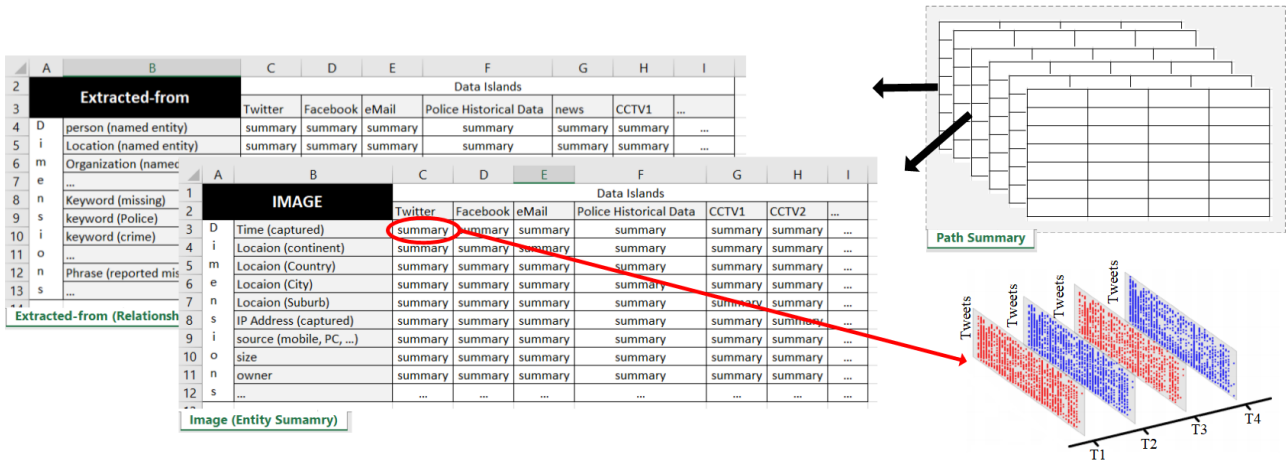 A B C D E F G H I
2 Data Islands
Extracted-from
3 Twitter Facebook eMail Police Historical Data news CCTV1 ...
4 D person (named entity) summary summary summary summary summary summary ...
5 i Location (named entity) summary summary summary summary summary summary ...
6 m Organization (named
7 e ...
8 n Keyword (missing)
9 s keyword (Police)
10 i keyword (crime)
11 o ...
12 n Phrase (reported mis
13 s ...
Extracted-from (Relationsh
A B C D E F G H I
1 Data Islands
IMAGE
2 Twitter Facebook eMail Police Historical Data CCTV1 CCTV2 ...
3 D Time (captured) summary summary summary summary summary summary ...
4 i Locaion (continent) summary summary summary summary summary summary ...
5 m Locaion (Country) summary summary summary summary summary summary ...
6 e Locaion (City) summary summary summary summary summary summary ...
7 n Locaion (Suburb) summary summary summary summary summary summary ...
8 s IP Address (captured) summary summary summary summary summary summary ...
9 i source (mobile, PC, ...) summary summary summary summary summary summary ...
10 o size summary summary summary summary summary summary ...
11 n owner summary summary summary summary summary summary ...
12 s ... ... ... ... ... ... ... ...
Image (Entity Sumamry)
Path Summary
Tweets
Tweets
Tweets
Tweets
T1
T2
T3
T4